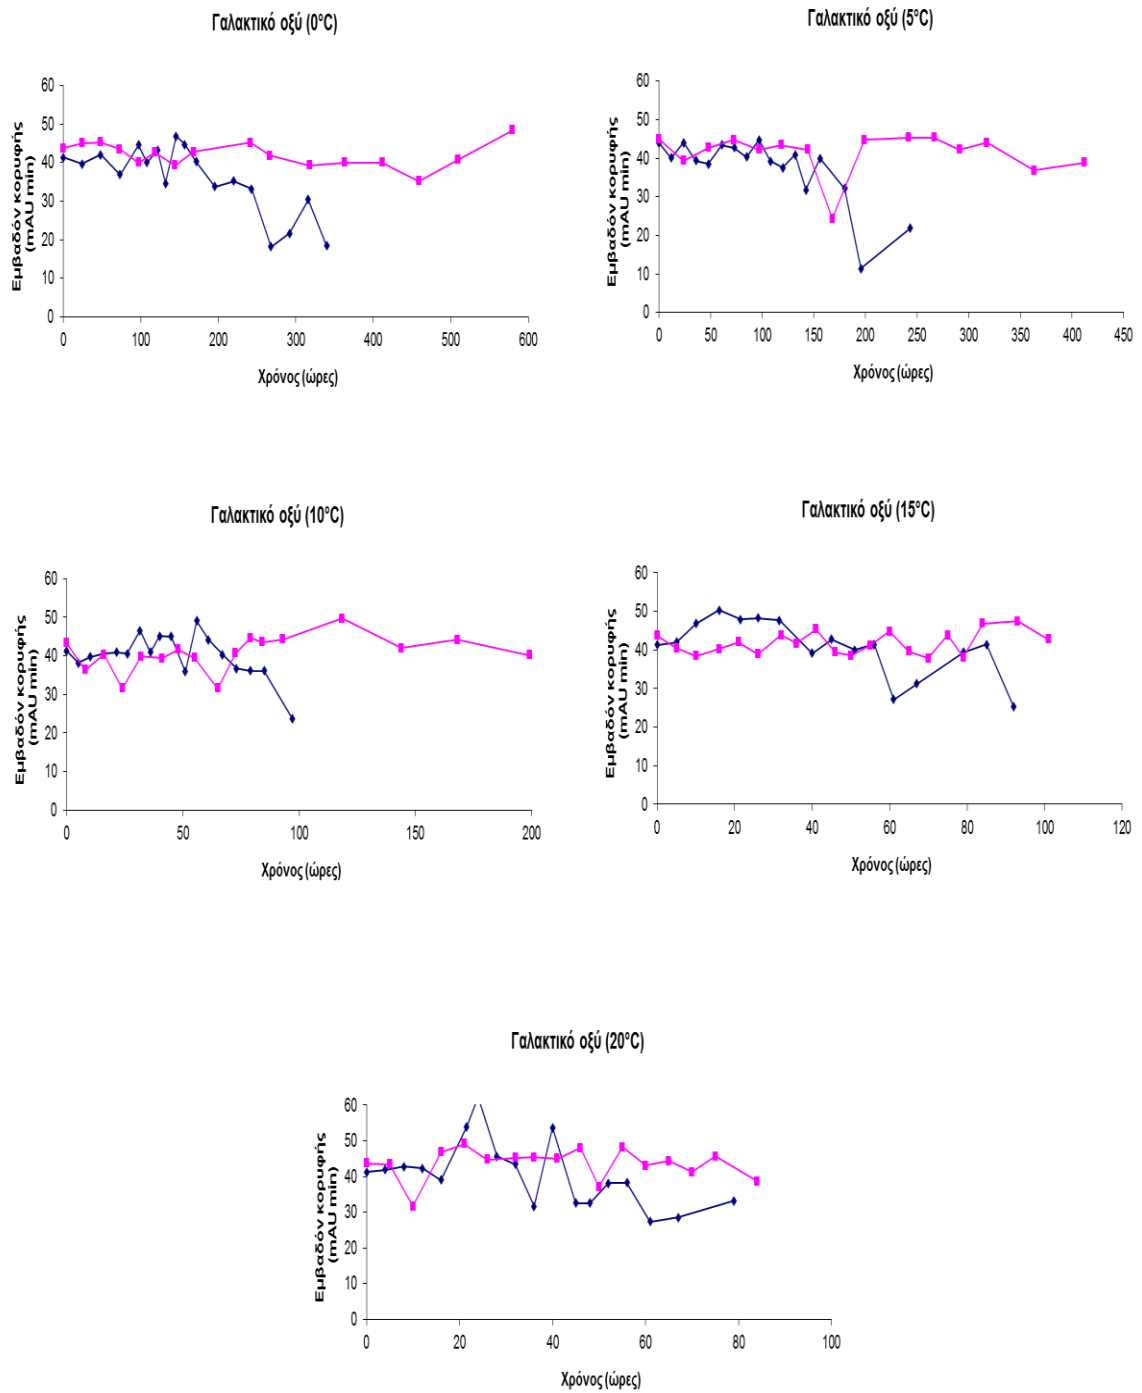 Γαλακτικό οξύ (0°C)
Εμβαδόν κορυφής
(mAU min)
60
50
40
30
20
10
0
0 100 200 300 400 500 600
Χρόνος (ώρες)
Γαλακτικό οξύ (5°C)
Εμβαδόν κορυφής
(mAU min)
60
50
40
30
20
10
0
0 50 100 150 200 250 300 350 400 450
Χρόνος (ώρες)
Γαλακτικό οξύ (10°C)
Εμβαδόν κορυφής
(mAU min)
60
50
40
30
20
10
0
0 50 100 150 200
Χρόνος (ώρες)
Γαλακτικό οξύ (15°C)
Εμβαδόν κορυφής
(mAU min)
60
50
40
30
20
10
0
0 20 40 60 80 100 120
Χρόνος (ώρες)
Γαλακτικό οξύ (20°C)
Εμβαδόν κορυφής
(mAU min)
60
50
40
30
20
10
0
0 20 40 60 80 100
Χρόνος (ώρες)